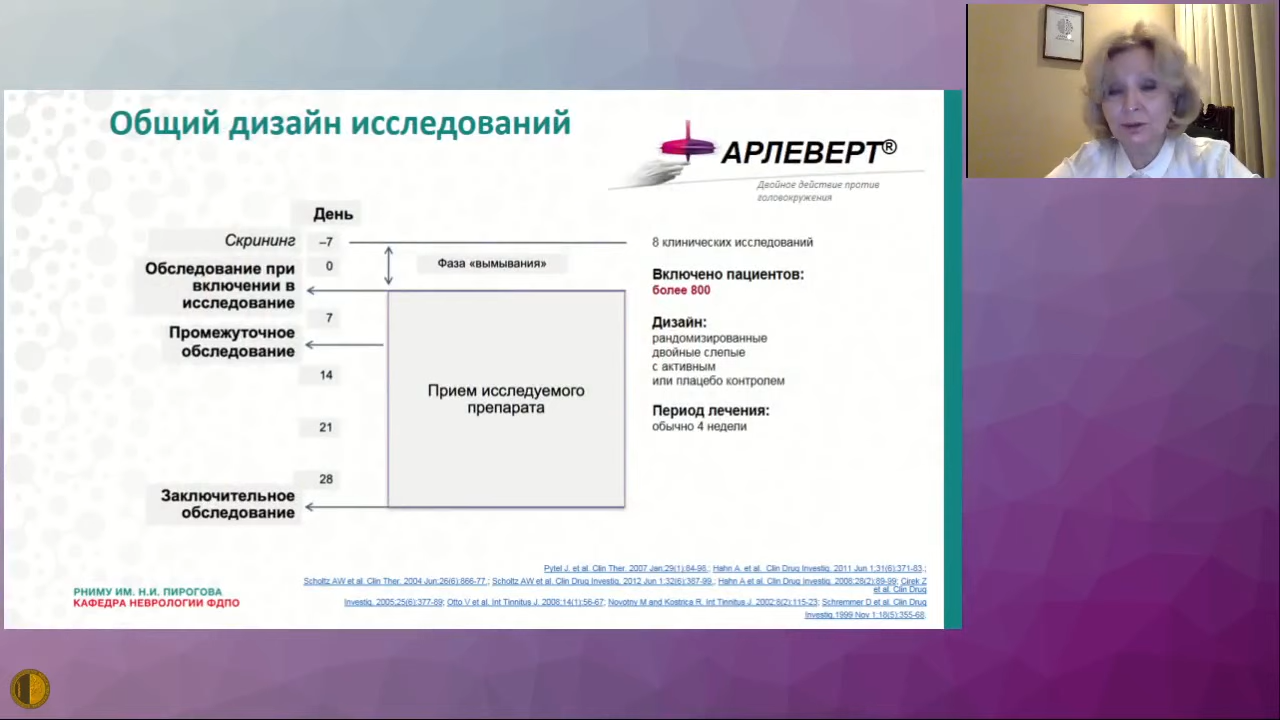 Общий дизайн исследований
АРЛЕВЕРТ®
Двойное действие против
головокружения
День
Скрининг
–7
0
Обследование при
включении в
исследование
7
Промежуточное
обследование
14
21
28
Заключительное
обследование
Фаза «вымывания»
Прием исследуемого
препарата
8 клинических исследований
Включено пациентов:
более 800
Дизайн:
рандомизированные
двойные слепые
с активным
или плацебо контролем
Период лечения:
обычно 4 недели
Pytel J. et al. Clin Ther. 2007 Jan;29(1):84-98.; Hahn A. et al. Clin Drug Investig. 2011 Jun 1;31(6):371-83.;
Scholtz AW et al. Clin Ther. 2004 Jun;26(6):866-77.; Scholtz AW et al. Clin Drug Investig. 2012 Jun 1;32(6):387-99.; Hahn A et al. Clin Drug Investig. 2008;28(2):89-99; Cirek Z
et al. Clin Drug
Investig. 2005;25(6):377-89; Otto V et al. Int Tinnitus J. 2008;14(1):56-67; Novotny M and Kostrica R. Int Tinnitus J. 2002;8(2):115-23; Schremmer D et al. Clin Drug
Investig.1999 Nov 1;18(5):355-68.
РНИМУ ИМ. Н.И. ПИРОГОВА
КАФЕДРА НЕВРОЛОГИИ ФДПО